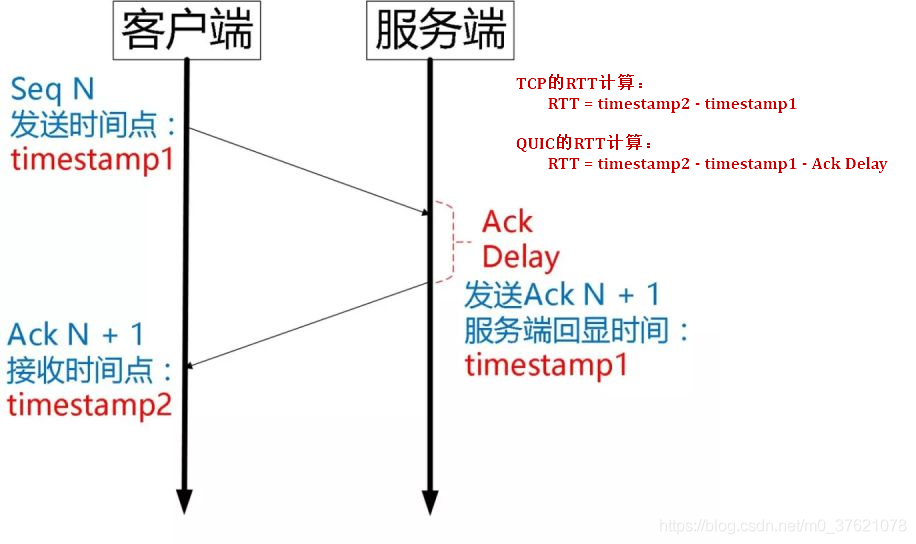 客户端
服务端
Seq N
发送时间点：
timestamp1
TCP的RTT计算：
RTT = timestamp2 - timestamp1
QUIC的RTT计算：
RTT = timestamp2 - timestamp1 - Ack Delay
Ack
Delay
发送Ack N + 1
服务端回显时间：
timestamp1
Ack N + 1
接收时间点：
timestamp2
https://blog.csdn.net/m0_37621078